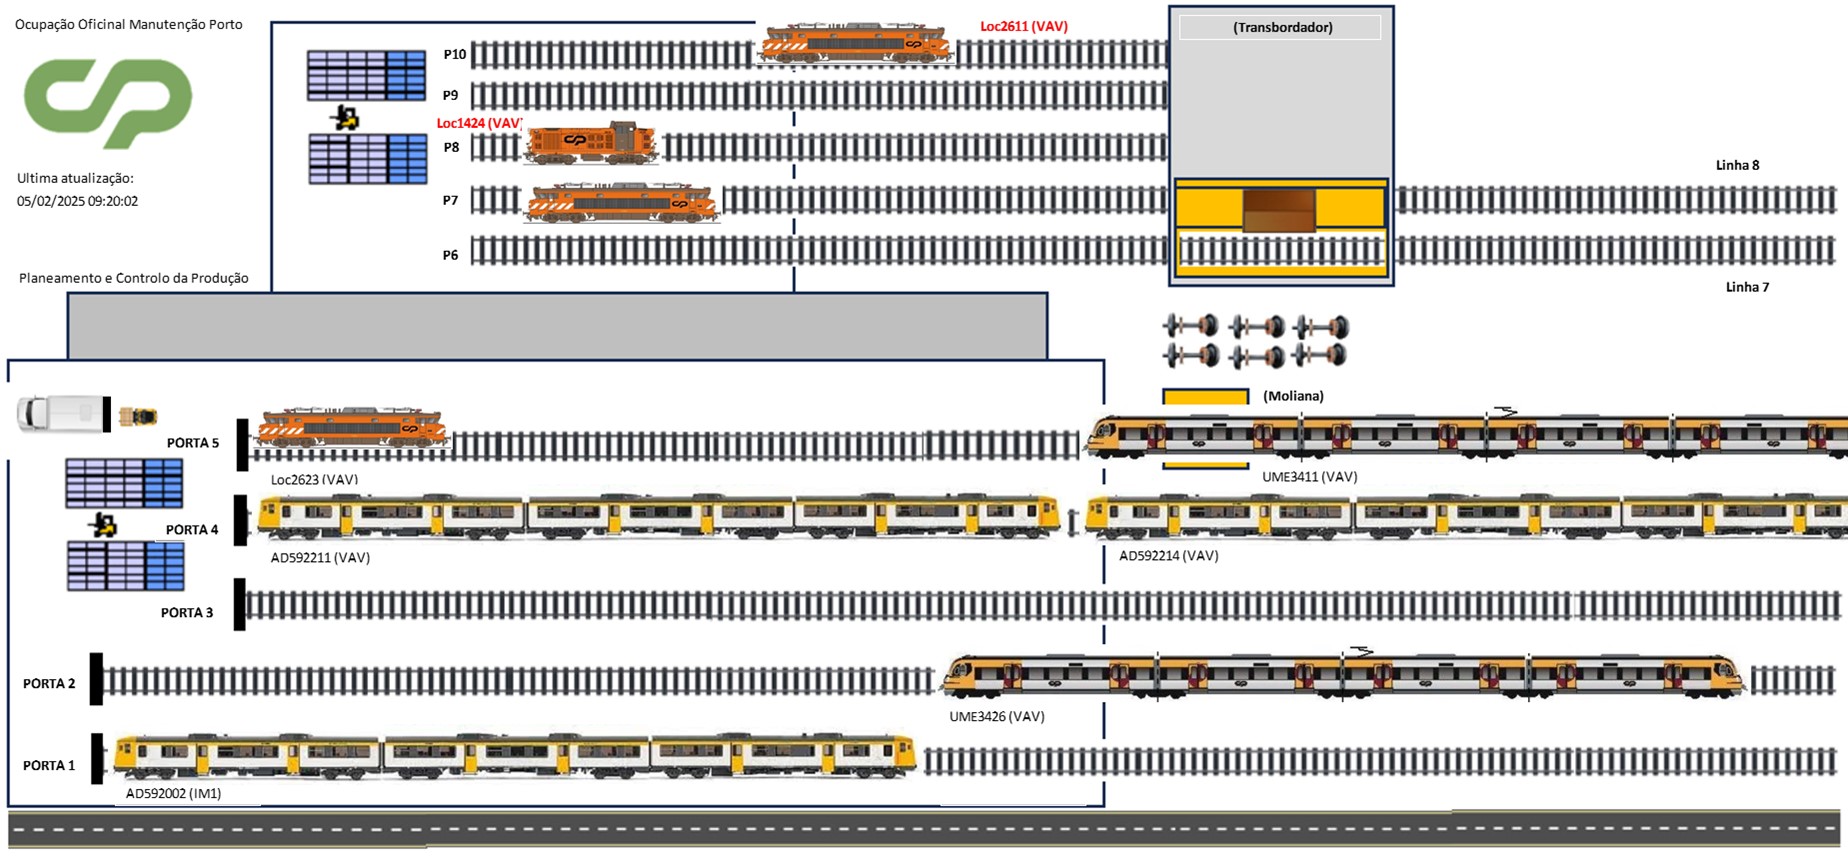 Ocupação Oficinal Manutenção Porto
Ultima atualização:
05/02/2025 09:20:02
Planeamento e Controlo da Produção
P10
Loc2611 (VAV)
(Transbordador)
P9
Loc1424 (VAV)
P8
Linha 8
P7
P6
Linha 7
(Moliana)
PORTA 5
Loc2623 (VAV)
UME3411 (VAV)
PORTA 4
AD592211 (VAV)
AD592214 (VAV)
PORTA 3
PORTA 2
UME3426 (VAV)
PORTA 1
AD592002 (IM1)